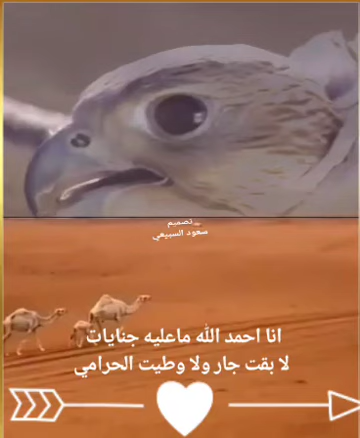 تصميم
سعود السبيعي
انا احمد الله ماعليه جنايات
لا بقت جار ولا وطيت الحرامي